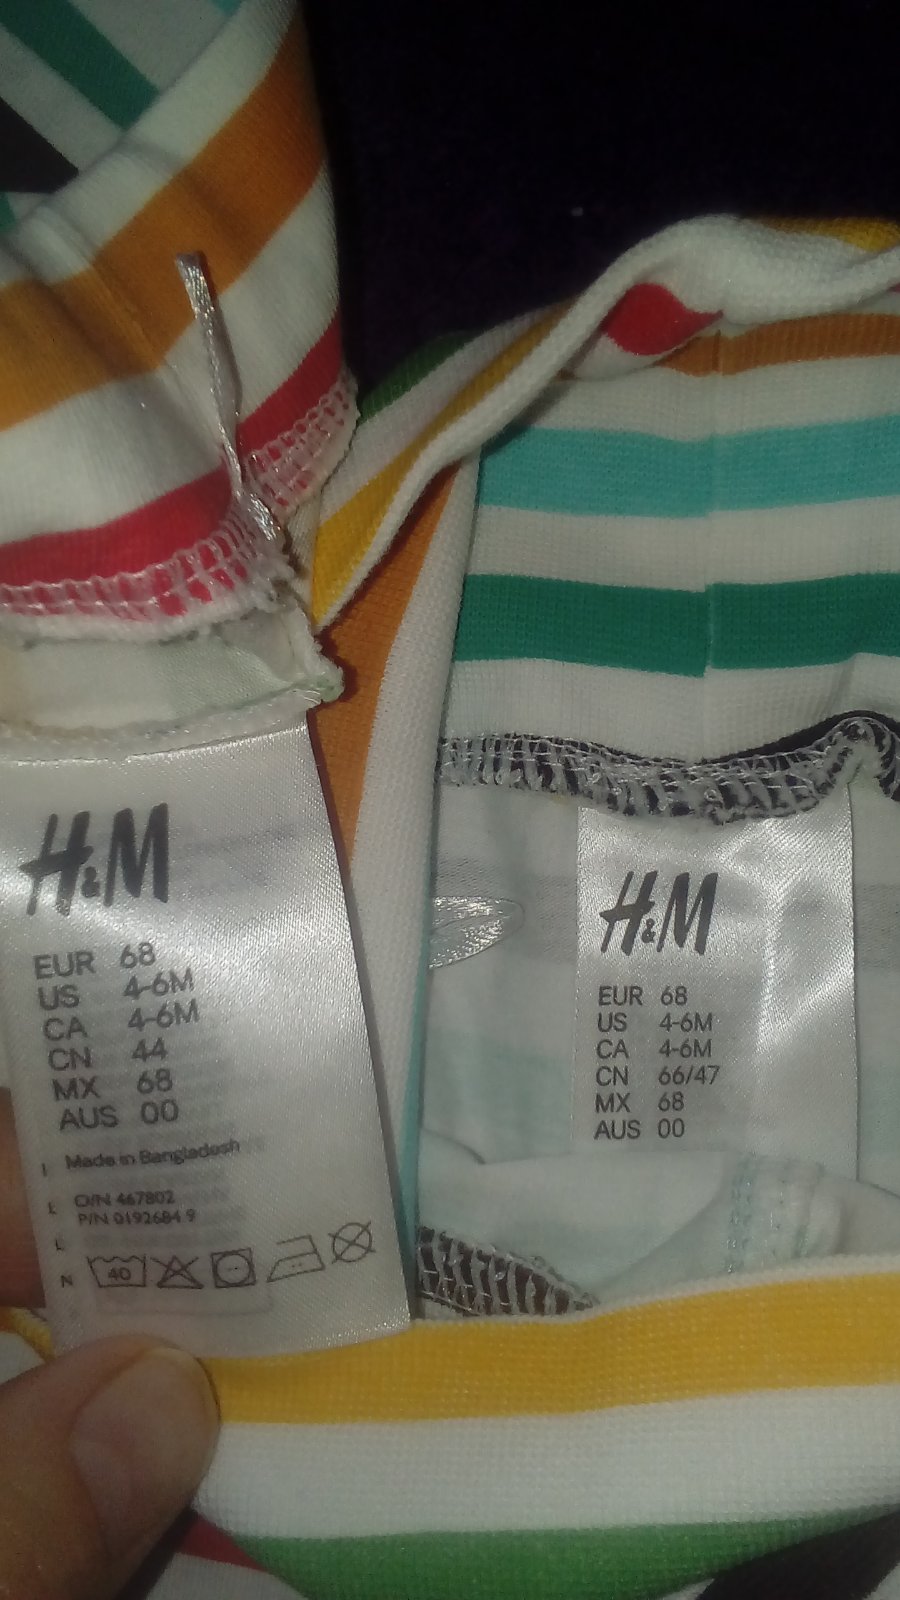 H&M
EUR 68
US 4-6M
CA 4-6M
CN 44
MX 68
AUS 00
Made in Bangladesh
O/N 467802
P/N 0192684 9
40
H&M
EUR 68
US 4-6M
CA 4-6M
CN 66/47
MX 68
AUS 00